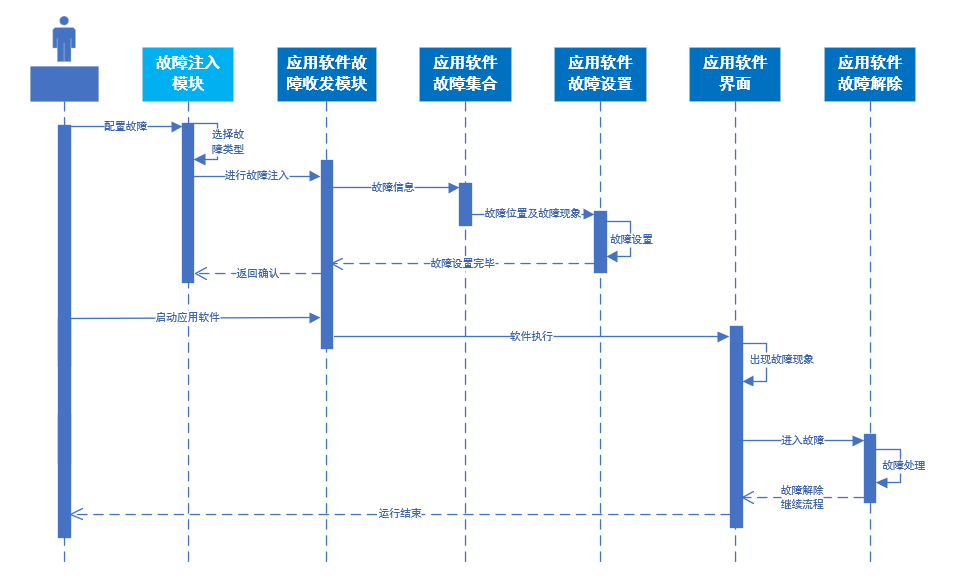 故障注入
模块
应用软件故
障收发模块
应用软件
故障集合
应用软件
故障设置
应用软件
界面
应用软件
故障解除
配置故障
选择故
障类型
进行故障注入
故障信息
故障位置及故障现象
故障设置
故障设置完毕
返回确认
启动应用软件
软件执行
出现故障现象
进入故障
故障处理
故障解除
继续流程
运行结束